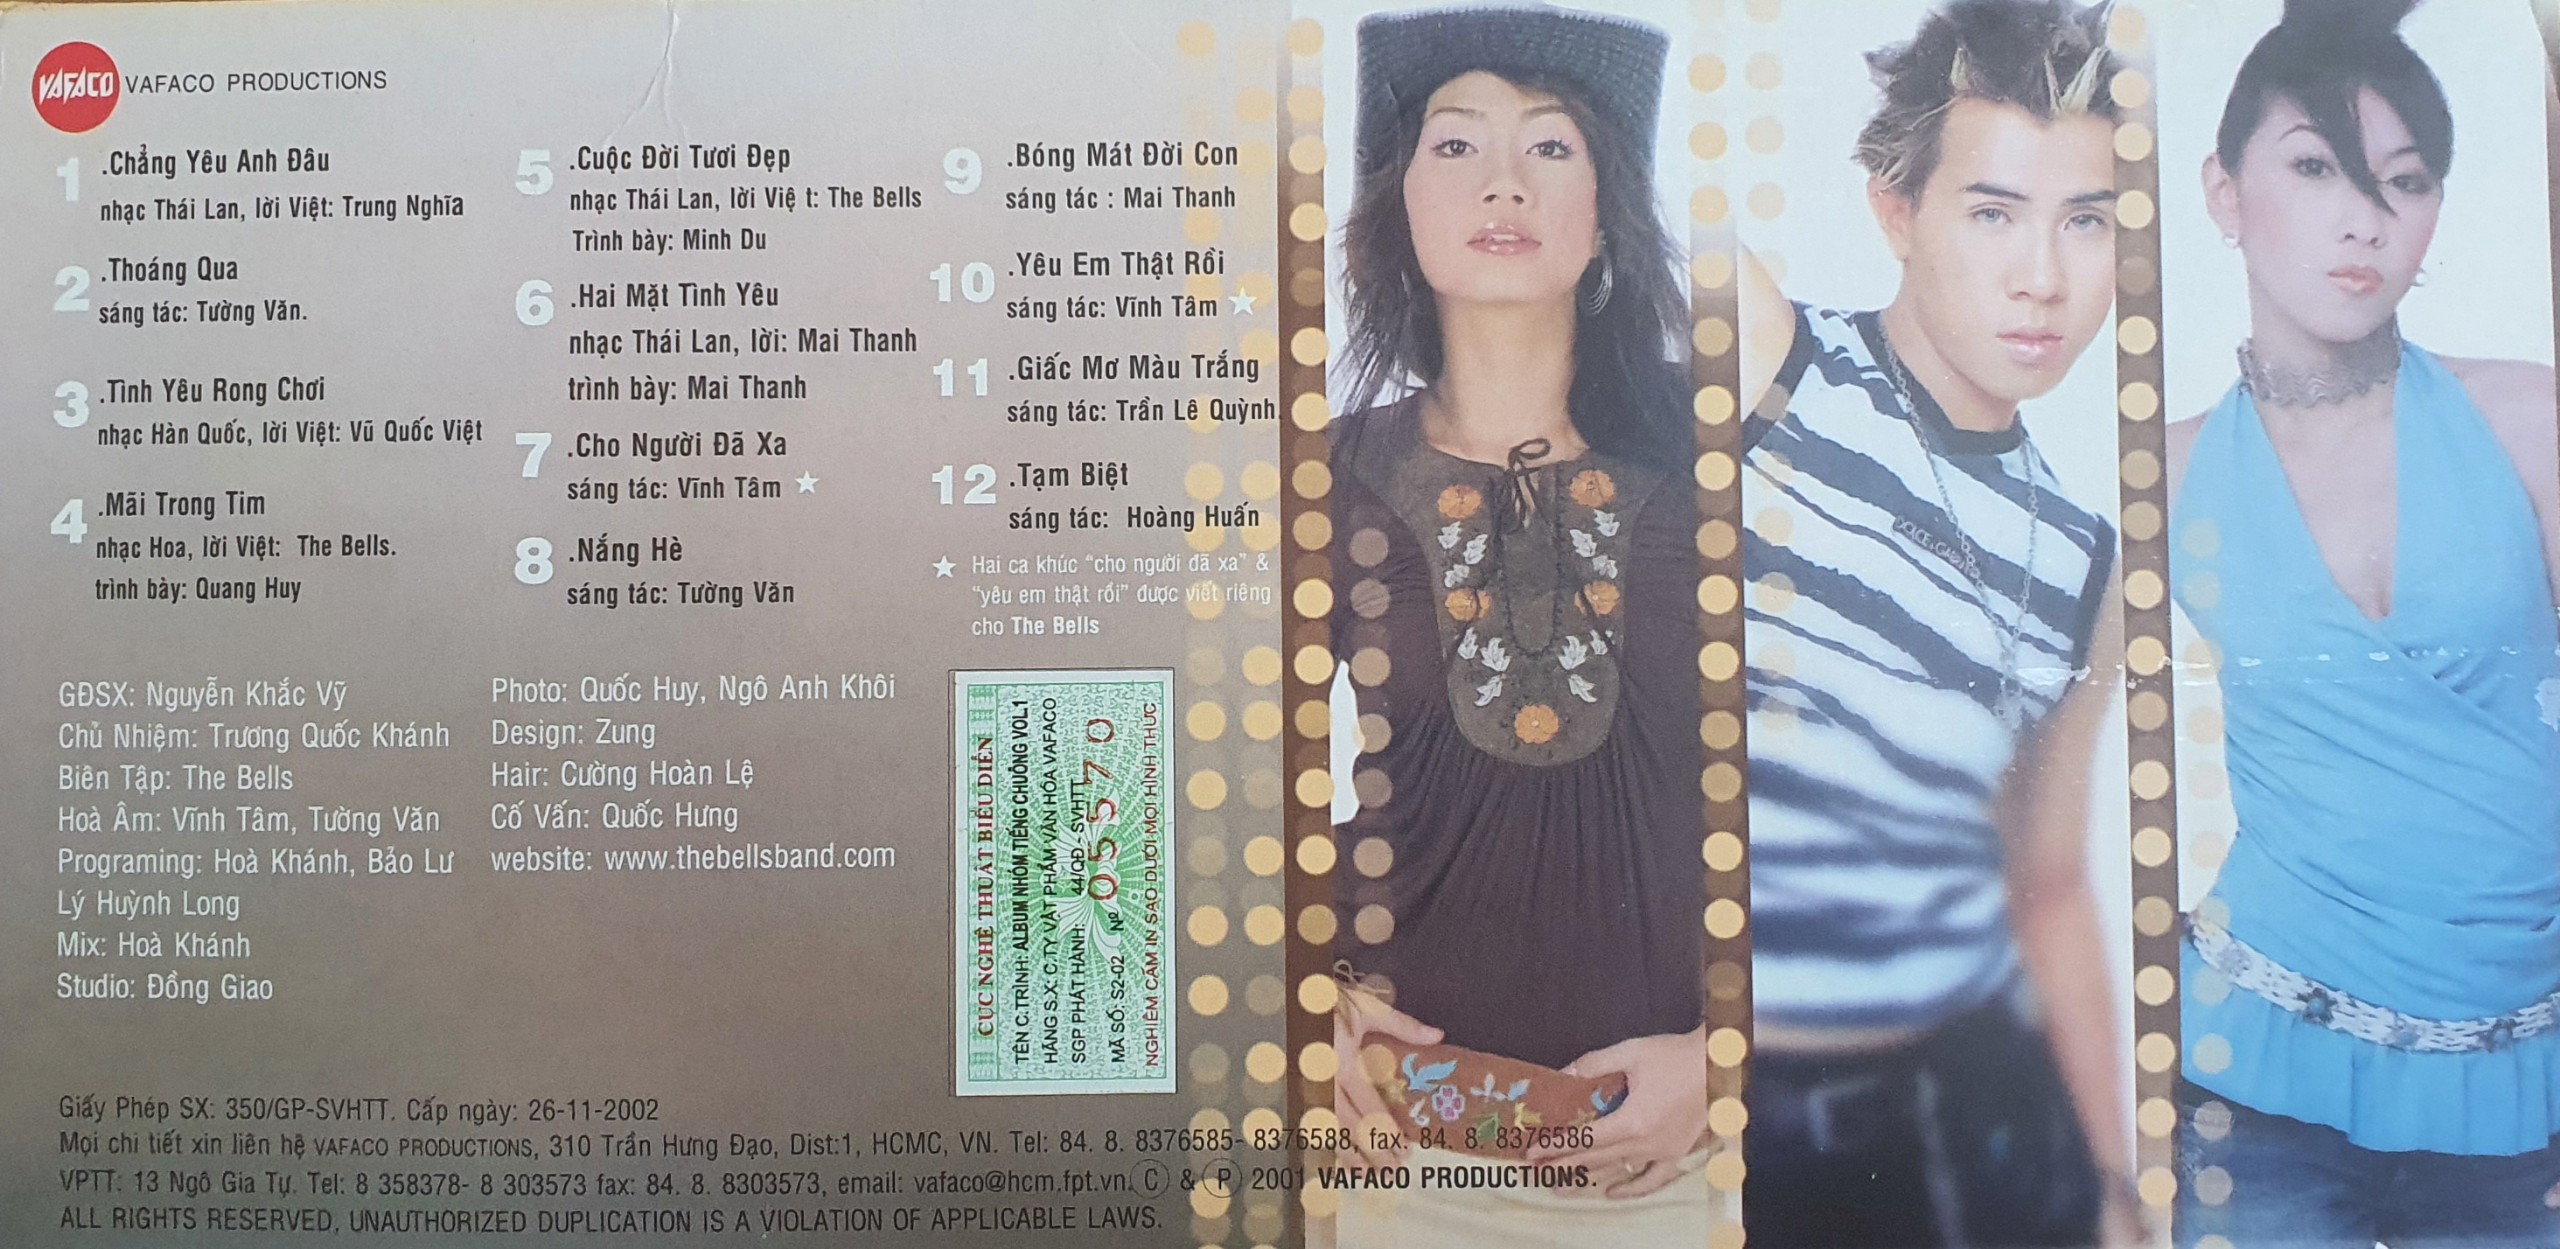 VAFACO VAFACO PRODUCTIONS
1 .Chẳng Yêu Anh Đâu
nhạc Thái Lan, lời Việt: Trung Nghĩa
2 .Thoáng Qua
sáng tác: Tường Văn.
3 .Tình Yêu Rong Chơi
nhạc Hàn Quốc, lời Việt: Vũ Quốc Việt
4 .Mãi Trong Tim
nhạc Hoa, lời Việt: The Bells.
trình bày: Quang Huy
5 .Cuộc Đời Tươi Đẹp
nhạc Thái Lan, lời Việ t: The Bells
Trình bày: Minh Du
6 .Hai Mặt Tình Yêu
nhạc Thái Lan, lời: Mai Thanh
trình bày: Mai Thanh
7 .Cho Người Đã Xa
sáng tác: Vĩnh Tâm ★
8 .Nắng Hè
sáng tác: Tường Văn
9 .Bóng Mát Đời Con
sáng tác : Mai Thanh
10 .Yêu Em Thật Rồi
sáng tác: Vĩnh Tâm ★
11 .Giấc Mơ Màu Trắng
sáng tác: Trần Lê Quỳnh.
12 .Tạm Biệt
sáng tác: Hoàng Huấn
★ Hai ca khúc "cho người đã xa" &
"yêu em thật rồi" được viết riêng
cho The Bells
GĐSX: Nguyễn Khắc Vỹ
Chủ Nhiệm: Trương Quốc Khánh
Biên Tập: The Bells
Hoà Âm: Vĩnh Tâm, Tường Văn
Programing: Hoà Khánh, Bảo Lư
Lý Huỳnh Long
Mix: Hoà Khánh
Studio: Đồng Giao
Photo: Quốc Huy, Ngô Anh Khôi
Design: Zung
Hair: Cường Hoàn Lệ
Cố Vấn: Quốc Hưng
website: www.thebellsband.com
CỤC NGHỆ THUẬT BIỂU DIỄN
TÊN C.TRÌNH: ALBUM NHÓM TIẾNG CHUÔNG VOL1
HÃNG S.X: C.TY VẬT PHẨM VĂN HÓA VAFACO
SGP PHÁT HÀNH: 44/QĐ - SVHTT
MÃ SỐ: S2-02 Nº 05570
NGHIÊM CẤM IN SAO DƯỚI MỌI HÌNH THỨC
DOLCE & GABBANA
Giấy Phép SX: 350/GP-SVHTT. Cấp ngày: 26-11-2002
Mọi chi tiết xin liên hệ VAFACO PRODUCTIONS, 310 Trần Hưng Đạo, Dist:1, HCMC, VN. Tel: 84. 8. 8376585- 8376588, fax: 84. 8. 8376586
VPTT: 13 Ngô Gia Tự. Tel: 8 358378- 8 303573 fax: 84. 8. 8303573, email: vafaco@hcm.fpt.vn. Ⓒ & Ⓟ 2001 VAFACO PRODUCTIONS.
ALL RIGHTS RESERVED, UNAUTHORIZED DUPLICATION IS A VIOLATION OF APPLICABLE LAWS.